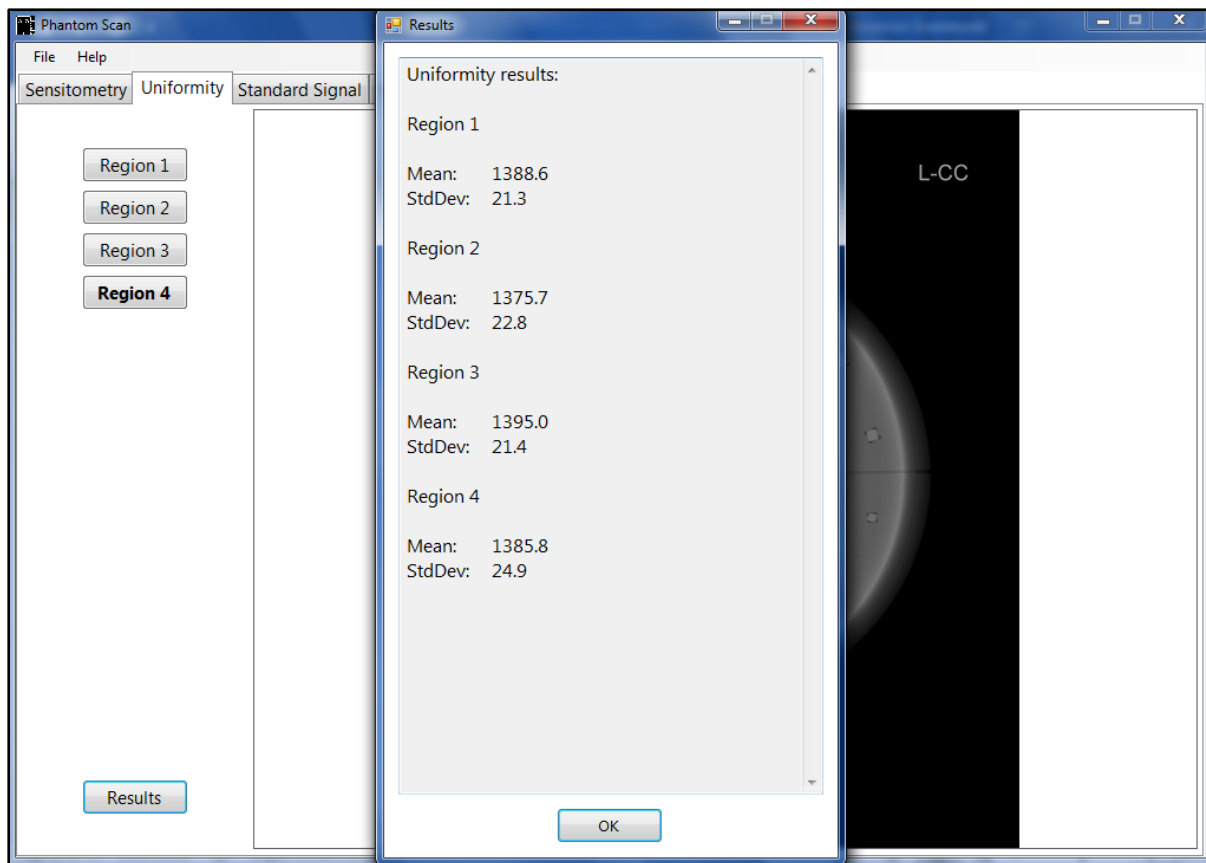 Phantom Scan
File Help
Sensitometry Uniformity Standard Signal
Region 1
Region 2
Region 3
Region 4
Results
Results
Uniformity results:
Region 1
Mean: 1388.6
StdDev: 21.3
Region 2
Mean: 1375.7
StdDev: 22.8
Region 3
Mean: 1395.0
StdDev: 21.4
Region 4
Mean: 1385.8
StdDev: 24.9
OK
L-CC